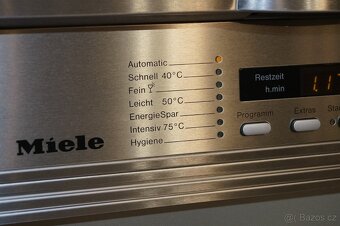 Automatic
Schnell 40°C
Fein
Leicht 50°C
EnergieSpar
Intensiv 75°C
Hygiene
Miele
Restzeit
h.min
Programm
Extras
© Bazos.cz